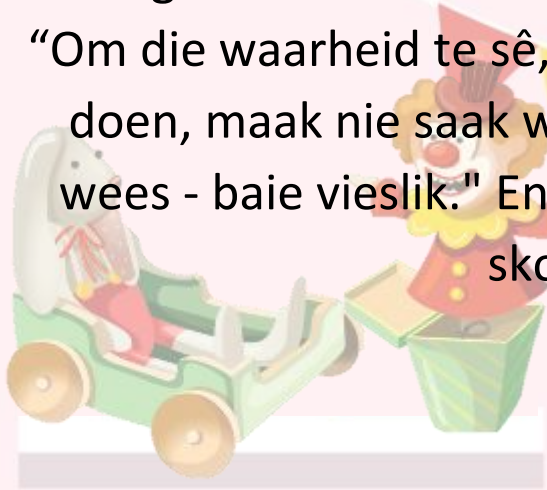 “Om die waarheid te sê,
doen, maak nie saak
wees - baie vieslik." En